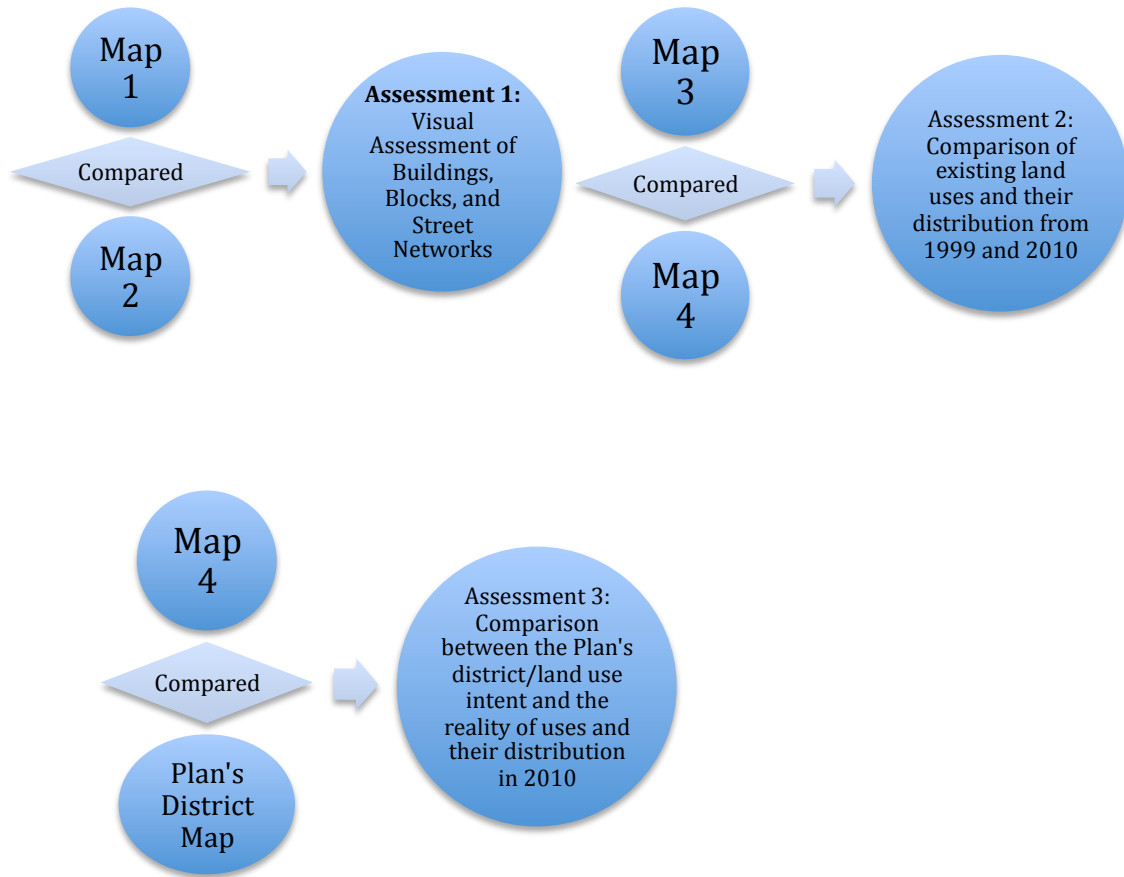 Map
1
Compared
Map
2
Assessment 1:
Visual
Assessment of
Buildings,
Blocks, and
Street
Networks
Map
3
Compared
Map
4
Assessment 2:
Comparison of
existing land
uses and their
distribution from
1999 and 2010
Map
4
Compared
Plan's
District
Map
Assessment 3:
Comparison
between the Plan's
district/land use
intent and the
reality of uses and
their distribution
in 2010